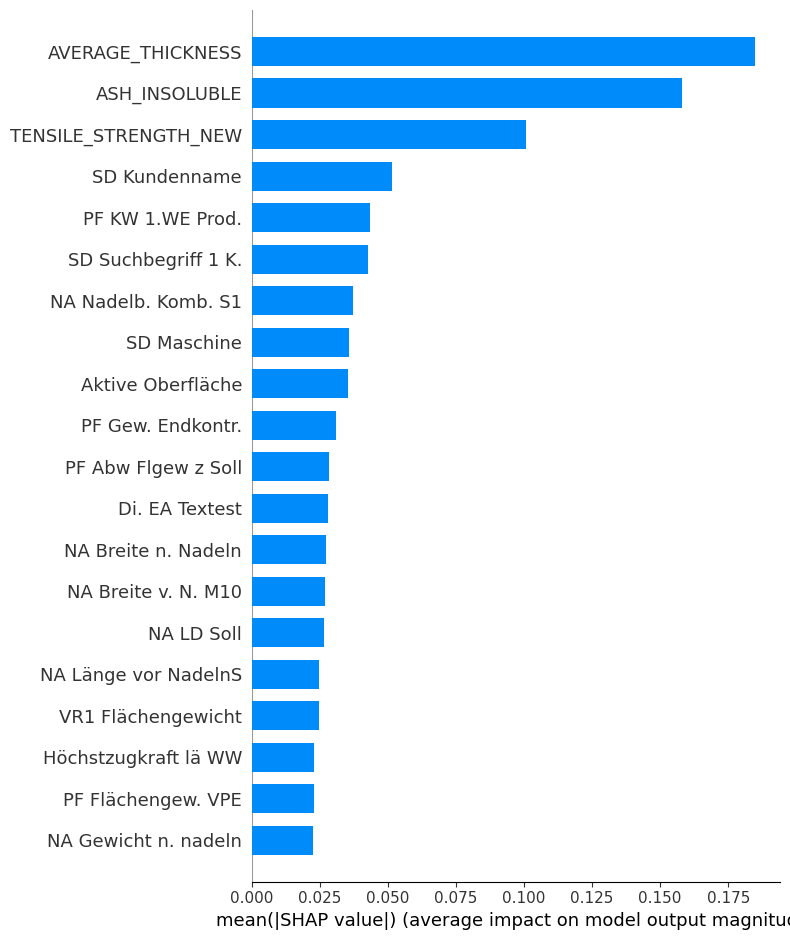 AVERAGE_THICKNESS
ASH_INSOLUBLE
TENSILE_STRENGTH_NEW
SD Kundenname
PF KW 1.WE Prod.
SD Suchbegriff 1 K.
NA Nadelb. Komb. S1
SD Maschine
Aktive Oberfläche
PF Gew. Endkontr.
PF Abw Flgew z Soll
Di. EA Textest
NA Breite n. Nadeln
NA Breite v. N. M10
NA LD Soll
NA Länge vor NadelnS
VR1 Flächengewicht
Höchstzugkraft lä WW
PF Flächengew. VPE
NA Gewicht n. nadeln
0.000 0.025 0.050 0.075 0.100 0.125 0.150 0.175
mean(|SHAP value|) (average impact on model output magnitud